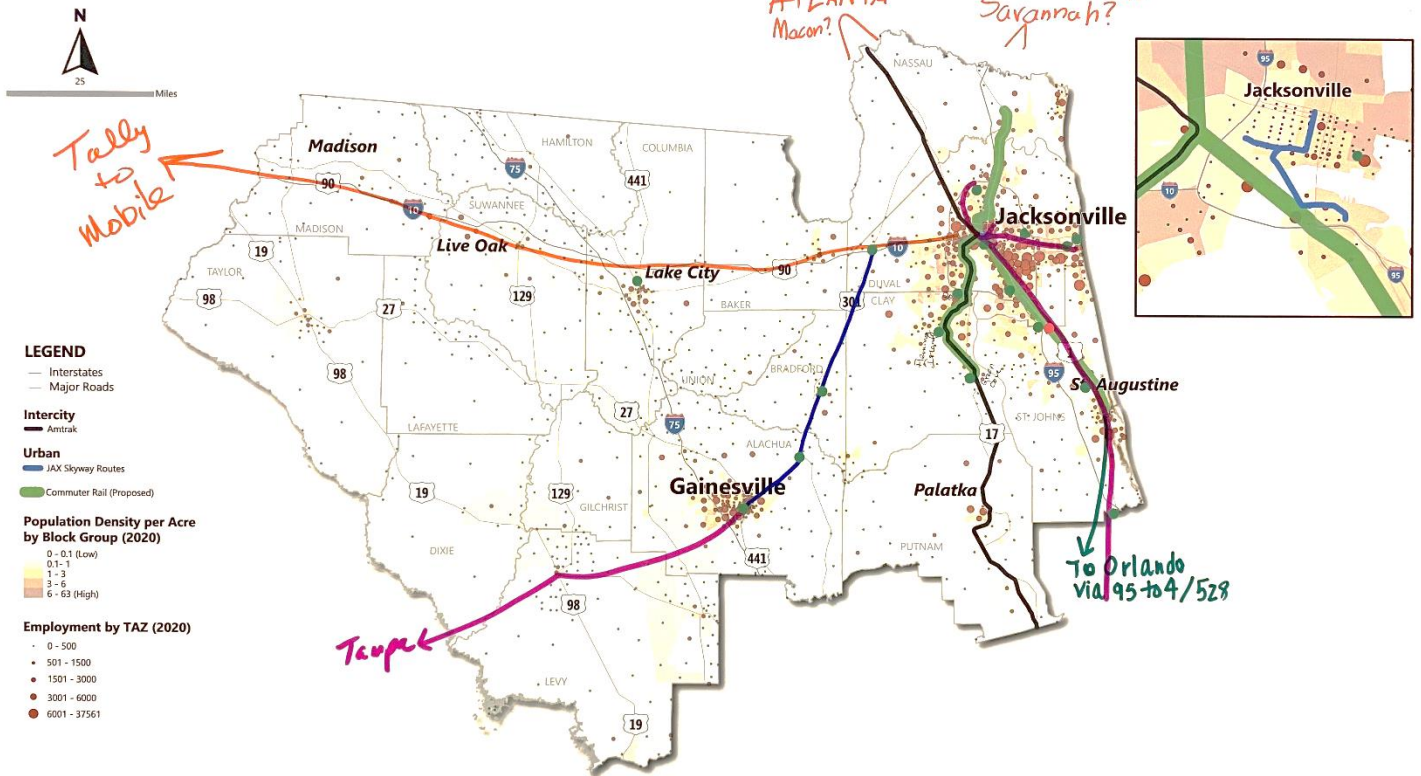 N
25
Miles
ATLANTA
Macon?
Savannah?
Tally
to
Mobile
Madison
90
10
HAMILTON
75
COLUMBIA
441
NASSAU
Jacksonville
MADISON
SUWANNEE
Live Oak
Lake City
90
10
19
TAYLOR
98
27
129
BAKER
301
DUVAL
CLAY
98
UNION
BRADFORD
95
St Augustine
ST JOHNS
LAFAYETTE
27
75
ALACHUA
17
19
129
GILCHRIST
Gainesville
Palatka
DIXIE
441
PUTNAM
98
To Orlando
via 95 to 4/528
Tampa
LEVY
19
95
Jacksonville
10
95
LEGEND
Interstates
Major Roads
Intercity
Amtrak
Urban
JAX Skyway Routes
Commuter Rail (Proposed)
Population Density per Acre
by Block Group (2020)
0 - 0.1 (Low)
0.1- 1
1 - 3
3 - 6
6 - 63 (High)
Employment by TAZ (2020)
0 - 500
501 - 1500
1501 - 3000
3001 - 6000
6001 - 37561